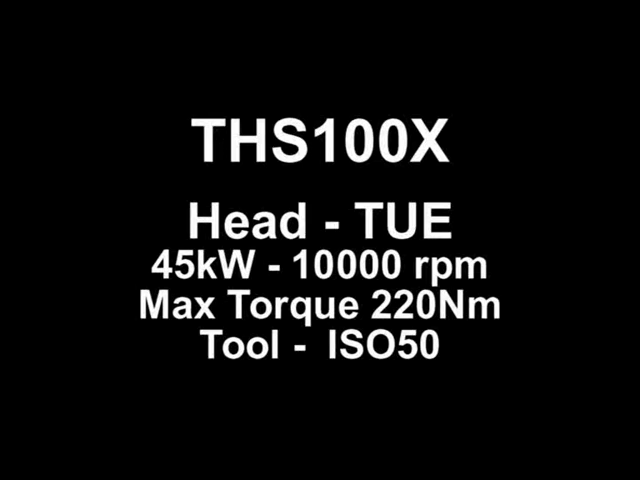 THS100X
Head - TUE
45kW - 10000 rpm
Max Torque 220Nm
Tool -  ISO50